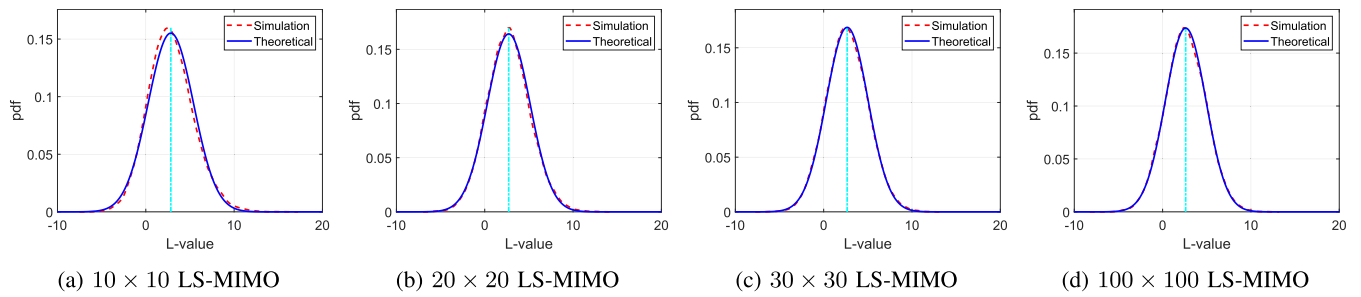 0.15
0.1
0.05
0
pdf
-10
0
10
20
L-value
Simulation
Theoretical
(a) 10 × 10 LS-MIMO
0.15
0.1
0.05
0
pdf
-10
0
10
20
L-value
Simulation
Theoretical
(b) 20 × 20 LS-MIMO
0.15
0.1
0.05
0
pdf
-10
0
10
20
L-value
Simulation
Theoretical
(c) 30 × 30 LS-MIMO
0.15
0.1
0.05
0
pdf
-10
0
10
20
L-value
Simulation
Theoretical
(d) 100 × 100 LS-MIMO